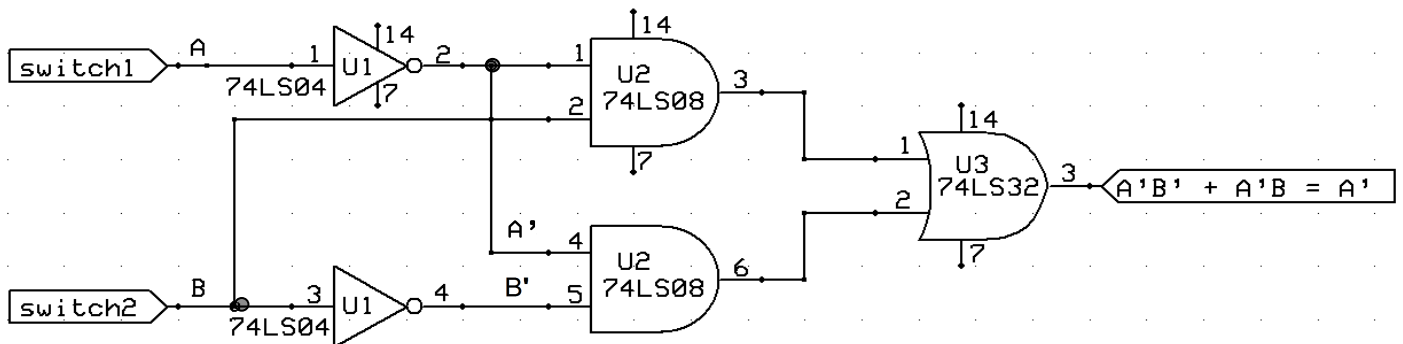 switch1
A
1
U1
14
7
2
74LS04
1
2
14
U2
74LS08
7
3
1
2
14
U3
74LS32
7
3
A'B' + A'B = A'
A'
4
B'
5
U2
74LS08
6
switch2
B
3
U1
4
74LS04